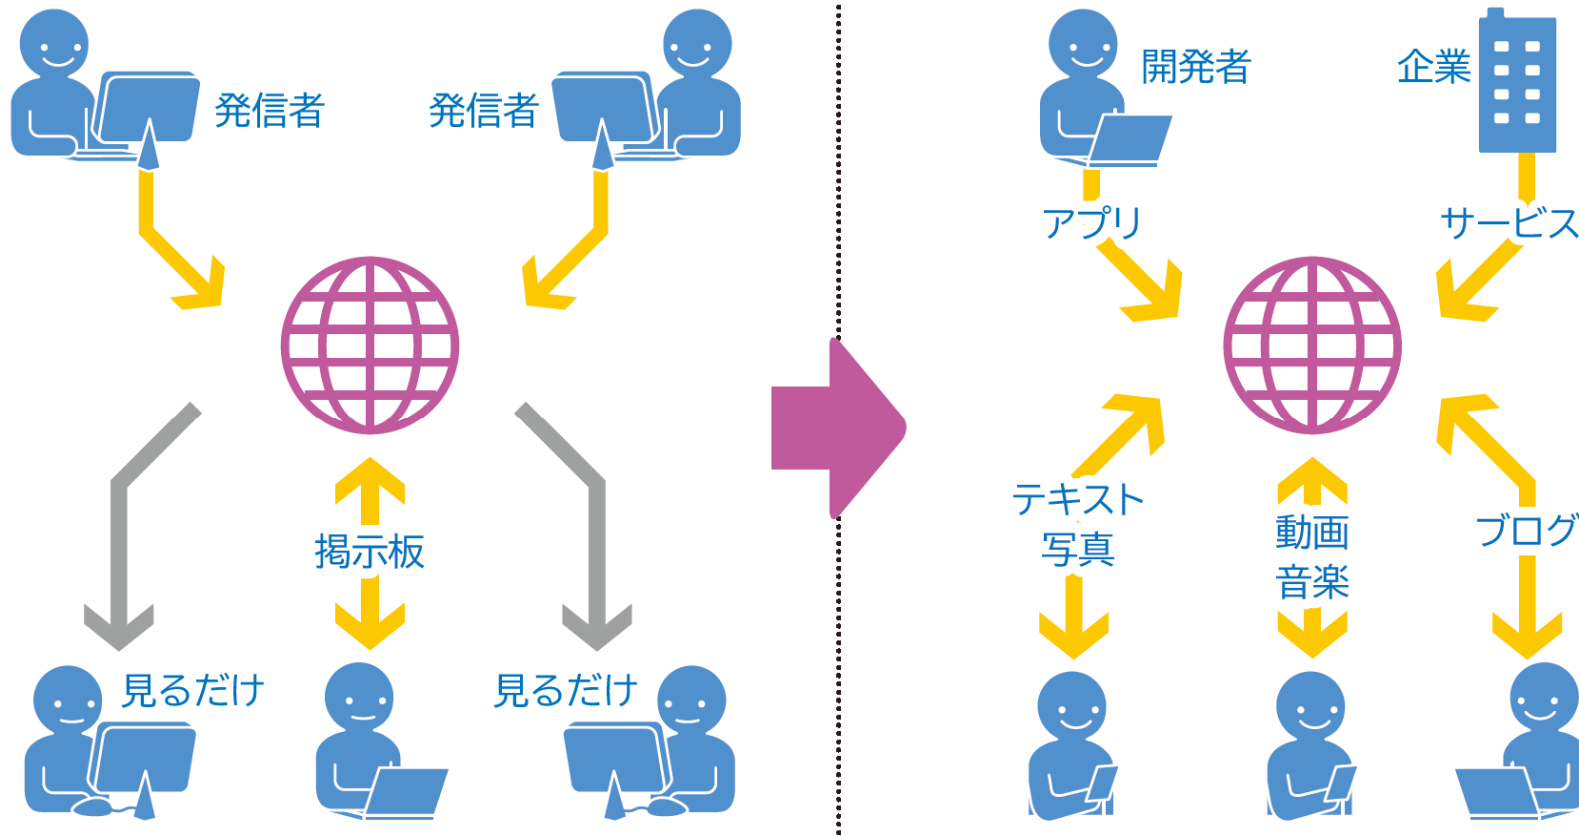 発信者
発信者
掲示板
見るだけ
見るだけ
開発者
企業
アプリ
サービス
テキスト
写真
動画
音楽
ブログ